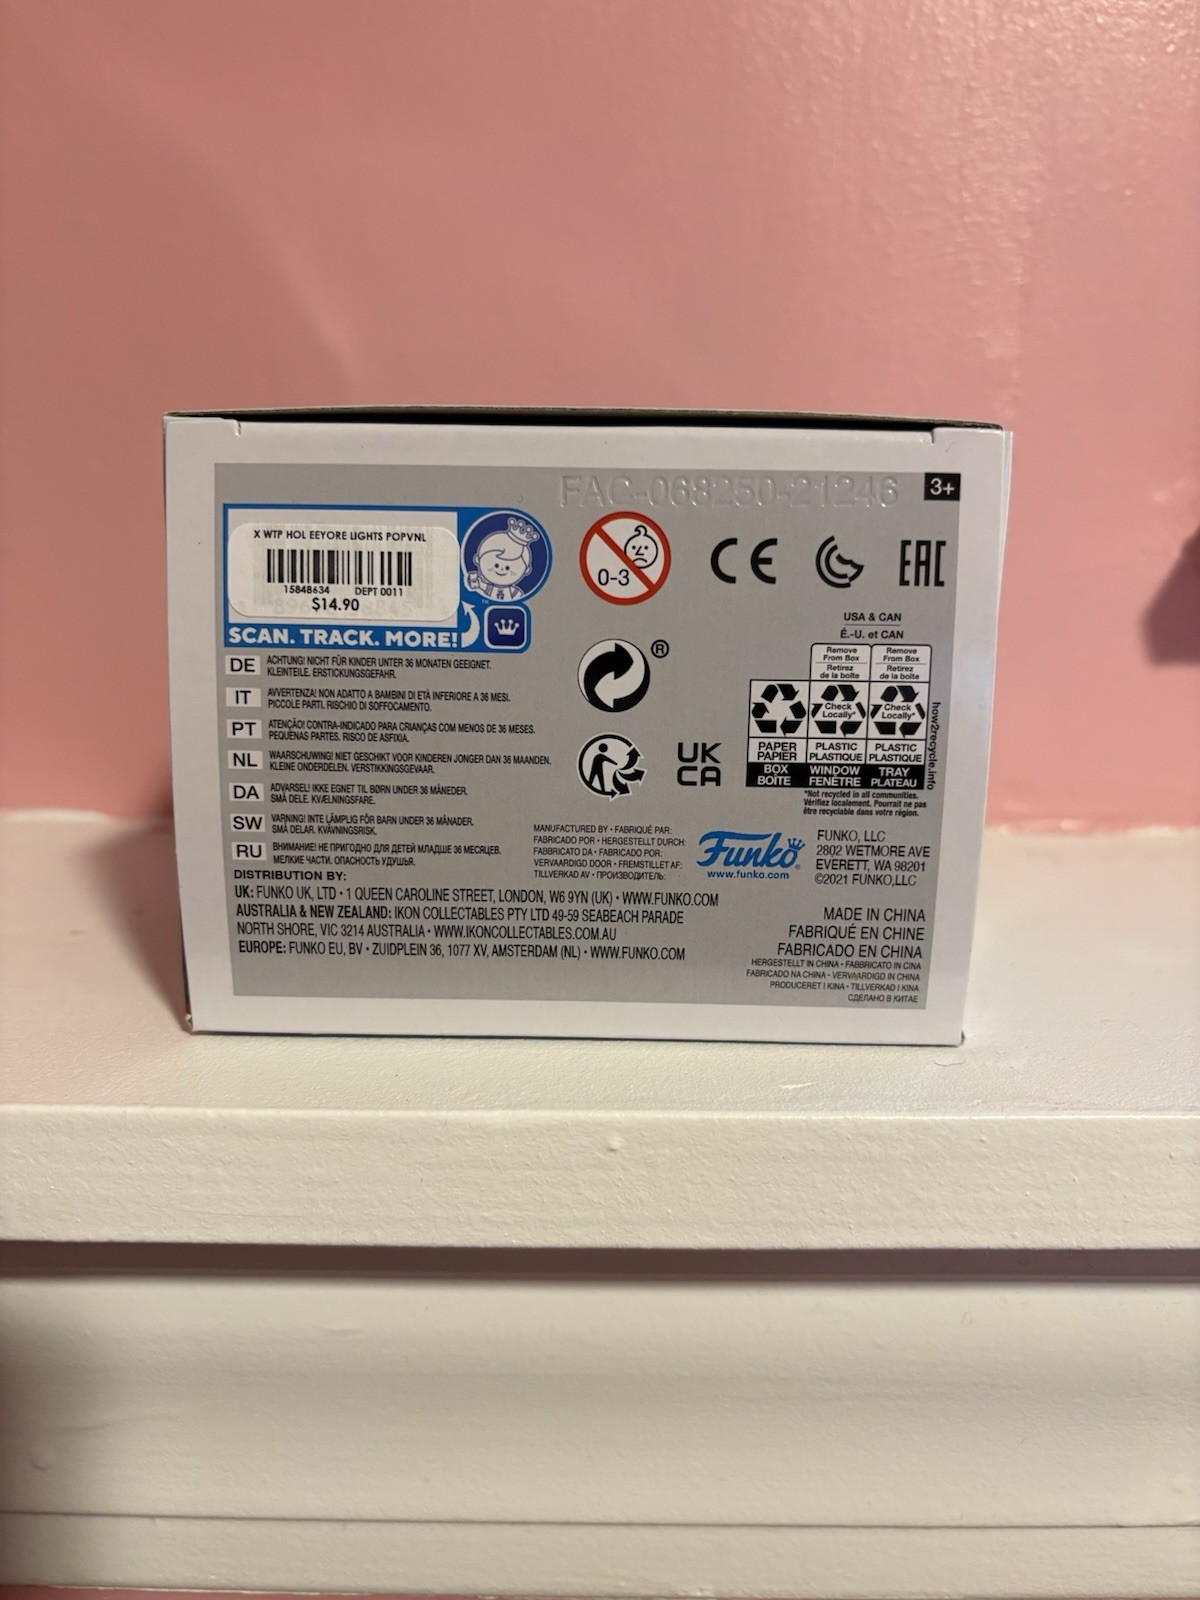 FAC-068250-21246
3+
X WTP HOL EEYORE LIGHTS POPVNL
15848634 DEPT 0011
$14.90
SCAN. TRACK. MORE!
0-3
CE
EAC
DE ACHTUNG! NICHT FÜR KINDER UNTER 36 MONATEN GEEIGNET.
KLEINTEILE. ERSTICKUNGSGEFAHR.
IT AVVERTENZA! NON ADATTO A BAMBINI DI ETÀ INFERIORE A 36 MESI.
PICCOLE PARTI. RISCHIO DI SOFFOCAMENTO.
PT ATENÇÃO! CONTRA-INDICADO PARA CRIANÇAS COM MENOS DE 36 MESES.
PEQUENAS PARTES. RISCO DE ASFIXIA.
NL WAARSCHUWING! NIET GESCHIKT VOOR KINDEREN JONGER DAN 36 MAANDEN.
KLEINE ONDERDELEN. VERSTIKKINGSGEVAAR.
DA ADVARSEL! IKKE EGNET TIL BØRN UNDER 36 MÅNEDER.
SMÅ DELE. KVÆLNINGSFARE.
SW VARNING! INTE LÄMPLIG FÖR BARN UNDER 36 MÅNADER.
SMÅ DELAR. KVÄVNINGSRISK.
RU ВНИМАНИЕ! НЕ ПРИГОДНО ДЛЯ ДЕТЕЙ МЛАДШЕ 36 МЕСЯЦЕВ.
МЕЛКИЕ ЧАСТИ. ОПАСНОСТЬ УДУШЬЯ.
®
UK
CA
USA & CAN
É.-U. et CAN
Remove From Box
Retirez de la boîte
Remove From Box
Retirez de la boîte
Check Locally*
Check Locally*
PAPER PAPIER
PLASTIC PLASTIQUE
PLASTIC PLASTIQUE
BOX BOÎTE
WINDOW FENÊTRE
TRAY PLATEAU
how2recycle.info
*Not recycled in all communities.
Vérifiez localement. Pourrait ne pas
être recyclable dans votre région.
MANUFACTURED BY • FABRIQUÉ PAR:
FABRICADO POR • HERGESTELLT DURCH:
FABBRICATO DA • FABRICADO POR:
VERVAARDIGD DOOR • FREMSTILLET AF:
TILLVERKAD AV • ПРОИЗВОДИТЕЛЬ:
Funko®
www.funko.com
FUNKO, LLC
2802 WETMORE AVE
EVERETT, WA 98201
©2021 FUNKO,LLC
DISTRIBUTION BY:
UK: FUNKO UK, LTD • 1 QUEEN CAROLINE STREET, LONDON, W6 9YN (UK) • WWW.FUNKO.COM
AUSTRALIA & NEW ZEALAND: IKON COLLECTABLES PTY LTD 49-59 SEABEACH PARADE
NORTH SHORE, VIC 3214 AUSTRALIA • WWW.IKONCOLLECTABLES.COM.AU
EUROPE: FUNKO EU, BV • ZUIDPLEIN 36, 1077 XV, AMSTERDAM (NL) • WWW.FUNKO.COM
MADE IN CHINA
FABRIQUÉ EN CHINE
FABRICADO EN CHINA
HERGESTELLT IN CHINA • FABBRICATO IN CINA
FABRICADO NA CHINA • VERVAARDIGD IN CHINA
PRODUCERET I KINA • TILLVERKAD I KINA
СДЕЛАНО В КИТАЕ